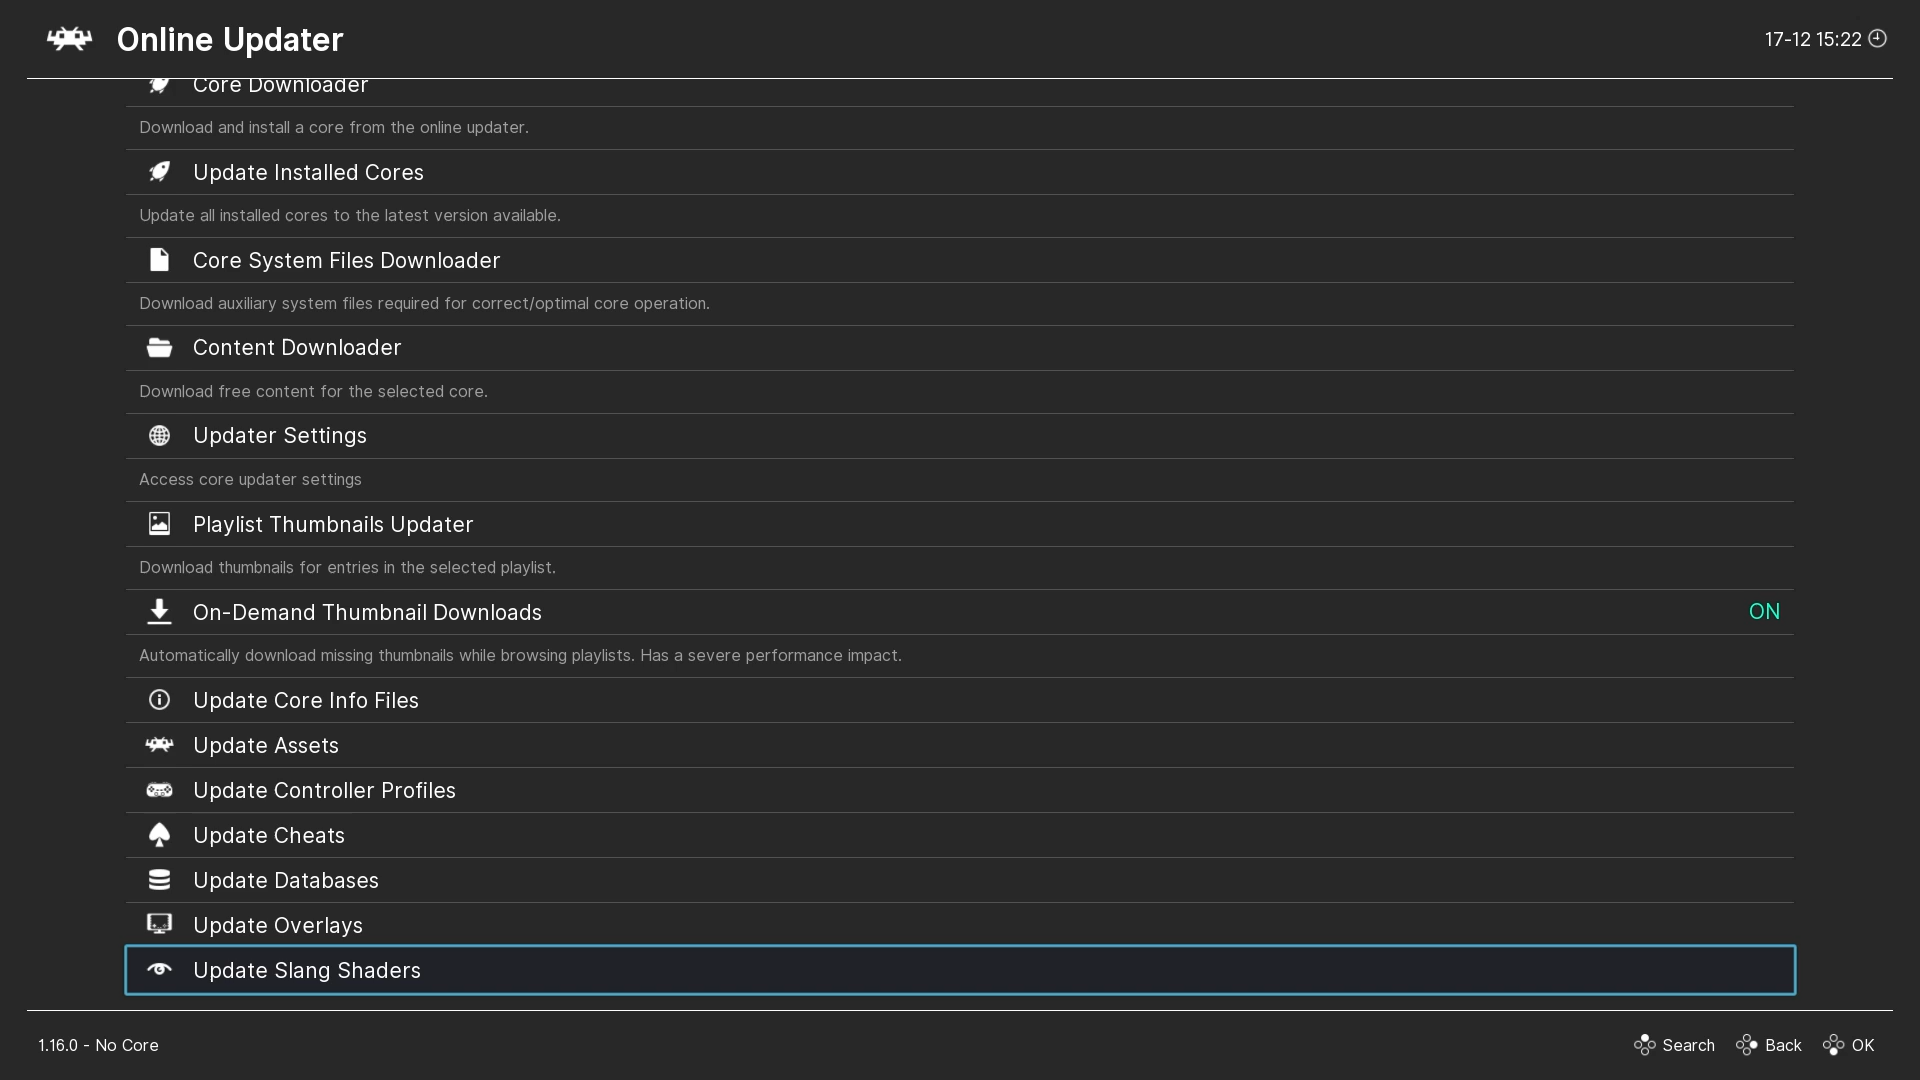 Online Updater
17-12 15:22
Core Downloader
Download and install a core from the online updater.
Update Installed Cores
Update all installed cores to the latest version available.
Core System Files Downloader
Download auxiliary system files required for correct/optimal core operation.
Content Downloader
Download free content for the selected core.
Updater Settings
Access core updater settings
Playlist Thumbnails Updater
Download thumbnails for entries in the selected playlist.
On-Demand Thumbnail Downloads ON
Automatically download missing thumbnails while browsing playlists. Has a severe performance impact.
Update Core Info Files
Update Assets
Update Controller Profiles
Update Cheats
Update Databases
Update Overlays
Update Slang Shaders
1.16.0 - No Core
Search Back OK